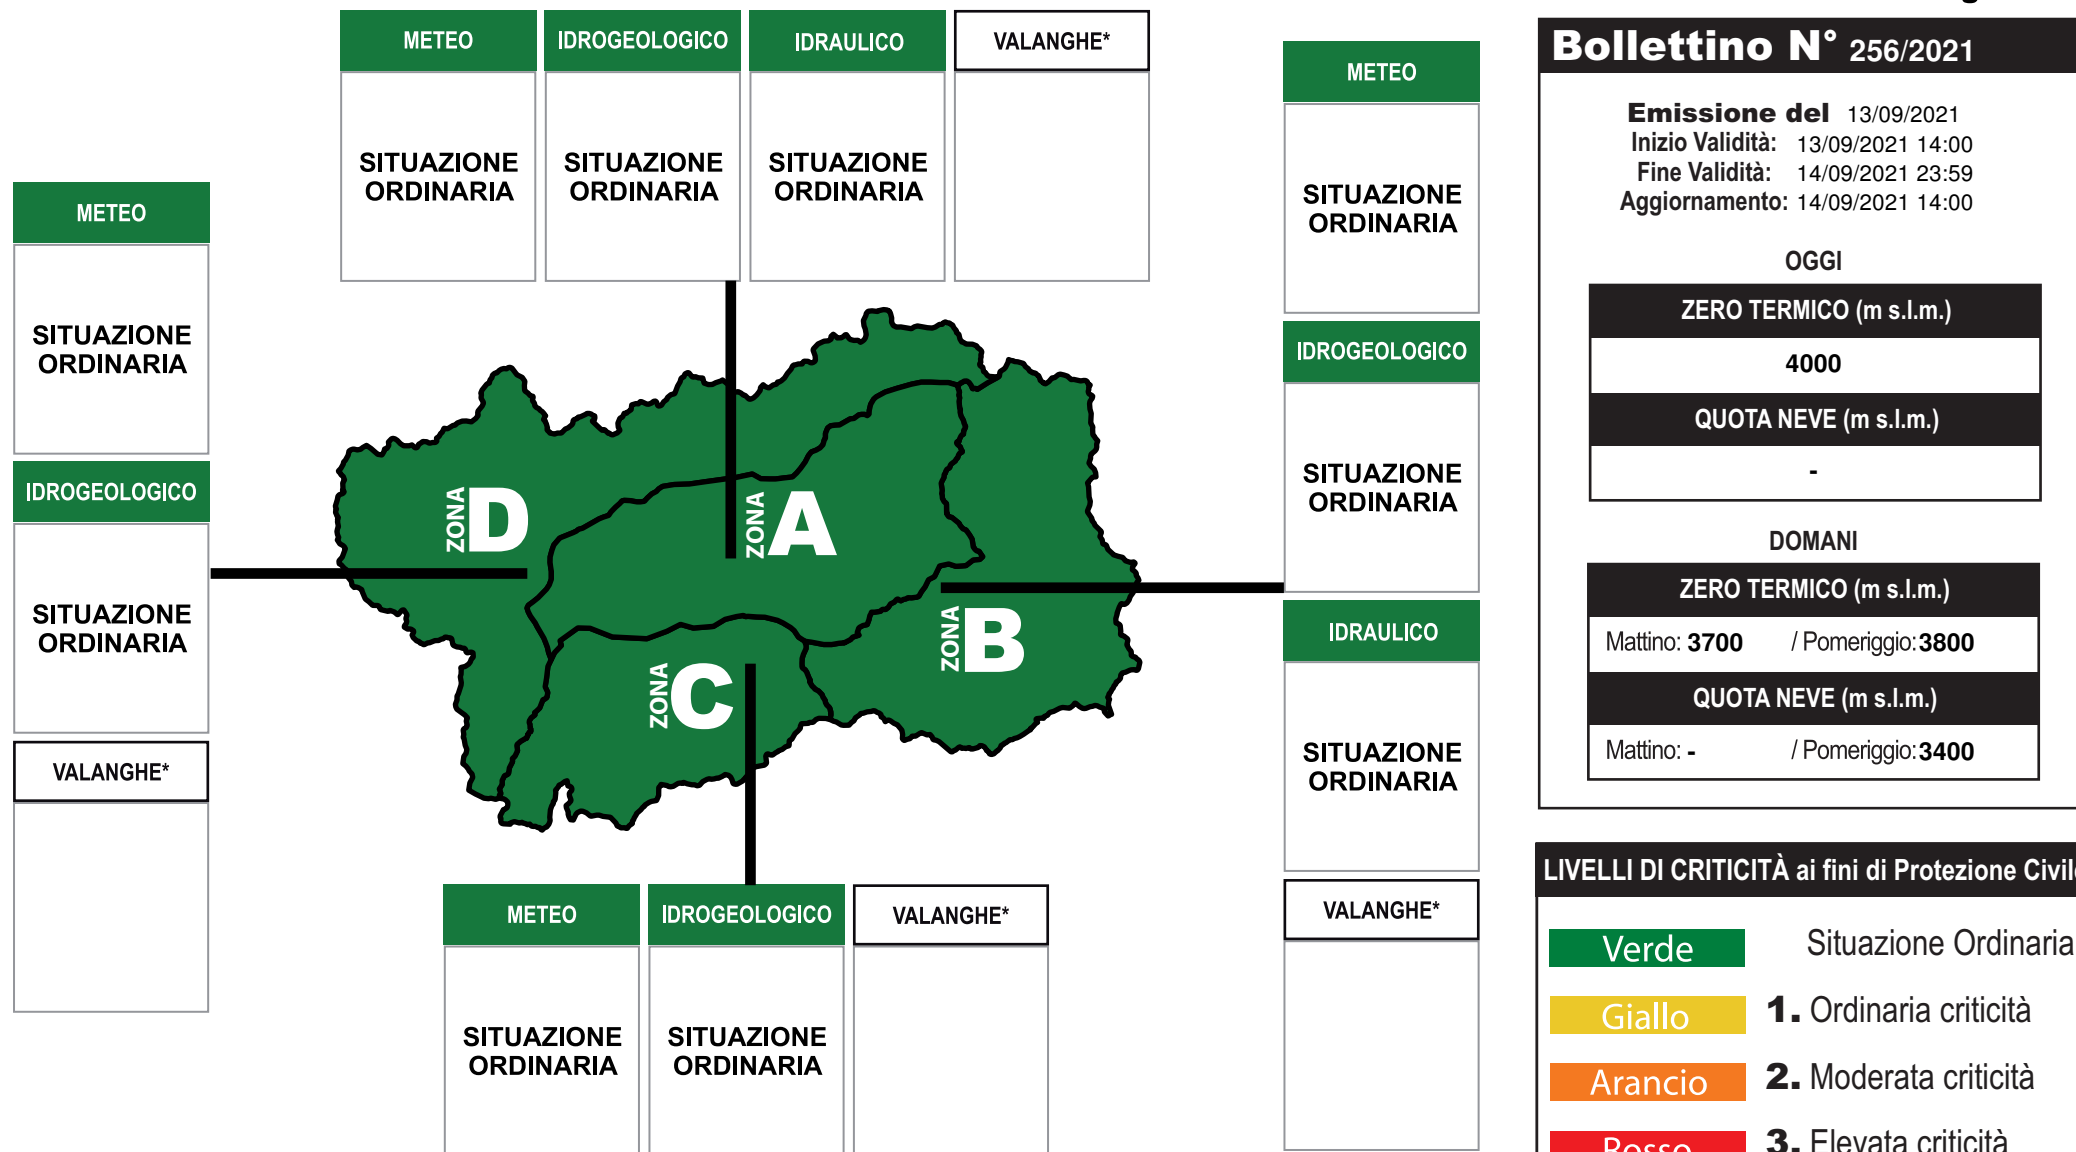 METEO IDROGEOLOGICO IDRAULICO VALANGHE*
SITUAZIONE ORDINARIA SITUAZIONE ORDINARIA SITUAZIONE ORDINARIA
METEO
SITUAZIONE
ORDINARIA
IDROGEOLOGICO
SITUAZIONE
ORDINARIA
VALANGHE*
ZONA D
ZONA A
ZONA B
ZONA C
METEO
SITUAZIONE
ORDINARIA
IDROGEOLOGICO
SITUAZIONE
ORDINARIA
IDRAULICO
SITUAZIONE
ORDINARIA
VALANGHE*
METEO IDROGEOLOGICO VALANGHE*
SITUAZIONE ORDINARIA SITUAZIONE ORDINARIA
Bollettino N° 256/2021
Emissione del 13/09/2021
Inizio Validità: 13/09/2021 14:00
Fine Validità: 14/09/2021 23:59
Aggiornamento: 14/09/2021 14:00
OGGI
ZERO TERMICO (m s.l.m.)
4000
QUOTA NEVE (m s.l.m.)
-
DOMANI
ZERO TERMICO (m s.l.m.)
Mattino: 3700 / Pomeriggio: 3800
QUOTA NEVE (m s.l.m.)
Mattino: - / Pomeriggio: 3400
LIVELLI DI CRITICITÀ ai fini di Protezione Civile
Verde Situazione Ordinaria
Giallo 1. Ordinaria criticità
Arancio 2. Moderata criticità
Rosso 3. Elevata criticità